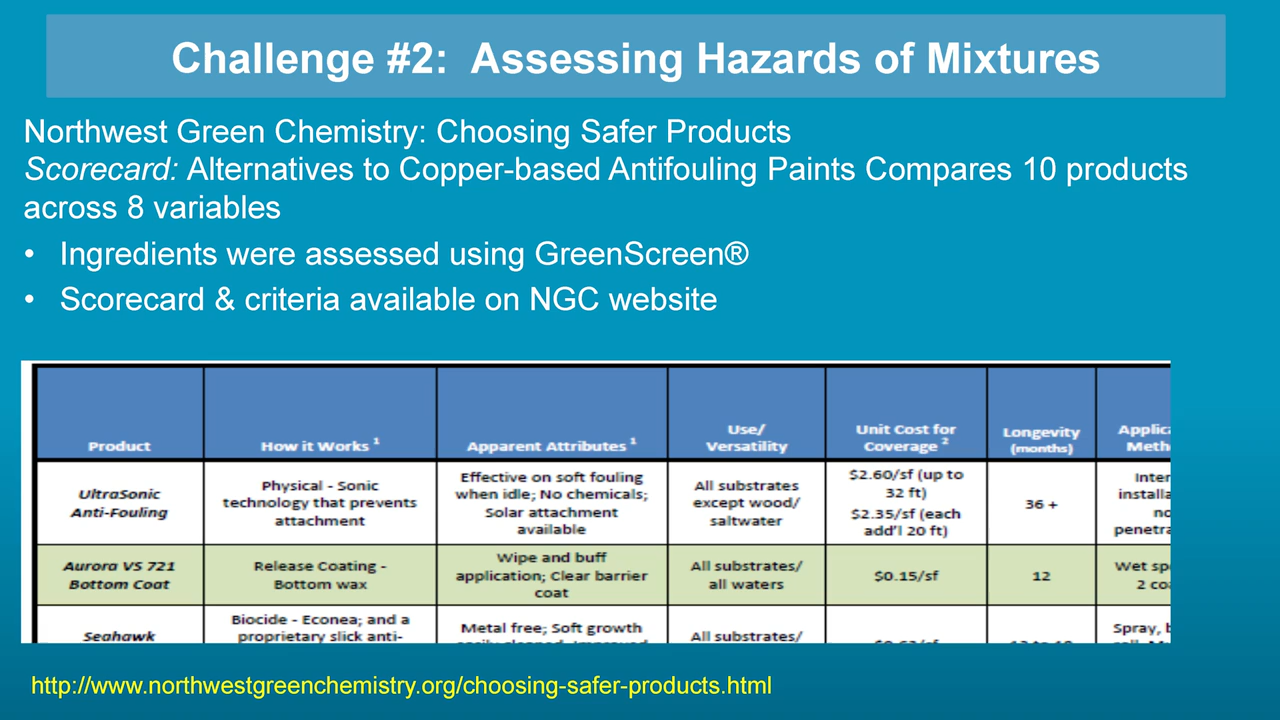 Challenge #2:  Assessing Hazards of Mixtures
Northwest Green Chemistry: Choosing Safer Products
Scorecard: Alternatives to Copper-based Antifouling Paints Compares 10 products
across 8 variables
• Ingredients were assessed using GreenScreen®
• Scorecard & criteria available on NGC website
Product
How it Works 1
Apparent Attributes 1
Use/
Versatility
Unit Cost for
Coverage 2
Longevity
(months)
Applica
Meth
UltraSonic
Anti-Fouling
Physical - Sonic
technology that prevents
attachment
Effective on soft fouling
when idle; No chemicals;
Solar attachment
available
All substrates
except wood/
saltwater
$2.60/sf (up to
32 ft)
$2.35/sf (each
add'l 20 ft)
36 +
Inter
installa
no
penetra
Aurora VS 721
Bottom Coat
Release Coating -
Bottom wax
Wipe and buff
application; Clear barrier
coat
All substrates/
all waters
$0.15/sf
12
Wet sp
2 co
Seahawk
Biocide - Econea; and a
proprietary slick anti-
Metal free; Soft growth
All substrates/
Spray, b
http://www.northwestgreenchemistry.org/choosing-safer-products.html